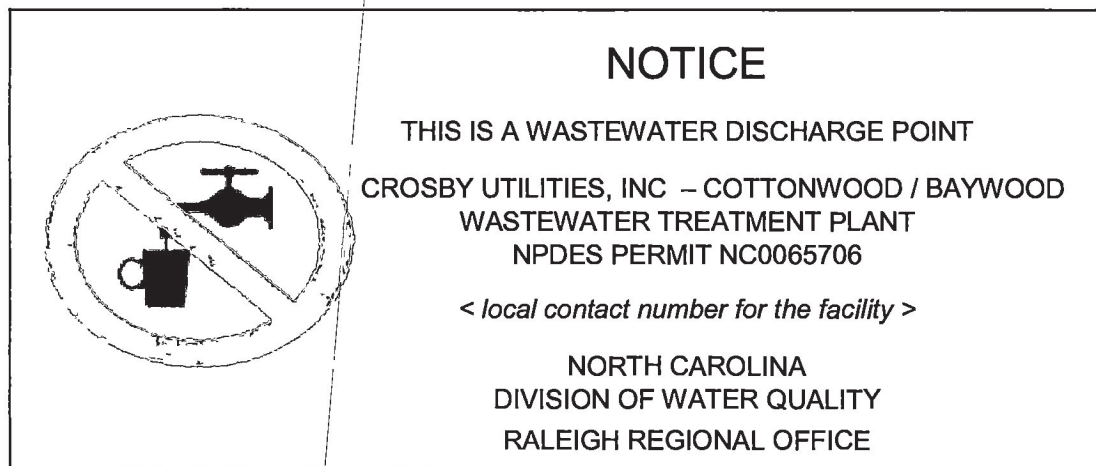 NOTICE
THIS IS A WASTEWATER DISCHARGE POINT
CROSBY UTILITIES, INC – COTTONWOOD / BAYWOOD
WASTEWATER TREATMENT PLANT
NPDES PERMIT NC0065706
< local contact number for the facility >
NORTH CAROLINA
DIVISION OF WATER QUALITY
RALEIGH REGIONAL OFFICE